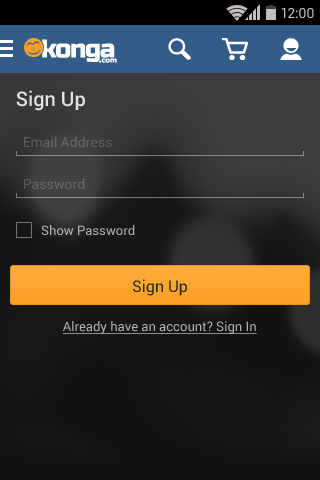 12:00
konga
.com
Sign Up
Email Address
Password
Show Password
Sign Up
Already have an account? Sign In